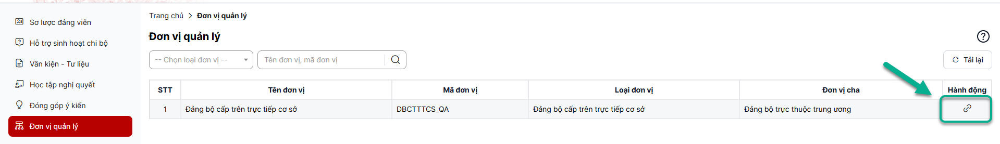 Sơ lược đảng viên
Hỗ trợ sinh hoạt chi bộ
Văn kiện - Tư liệu
Học tập nghị quyết
Đóng góp ý kiến
Đơn vị quản lý
Trang chủ > Đơn vị quản lý
Đơn vị quản lý
-- Chọn loại đơn vị -- Tên đơn vị, mã đơn vị Tải lại
STT Tên đơn vị Mã đơn vị Loại đơn vị Đơn vị cha Hành động
1 Đảng bộ cấp trên trực tiếp cơ sở DBCTTTCS_QA Đảng bộ cấp trên trực tiếp cơ sở Đảng bộ trực thuộc trung ương